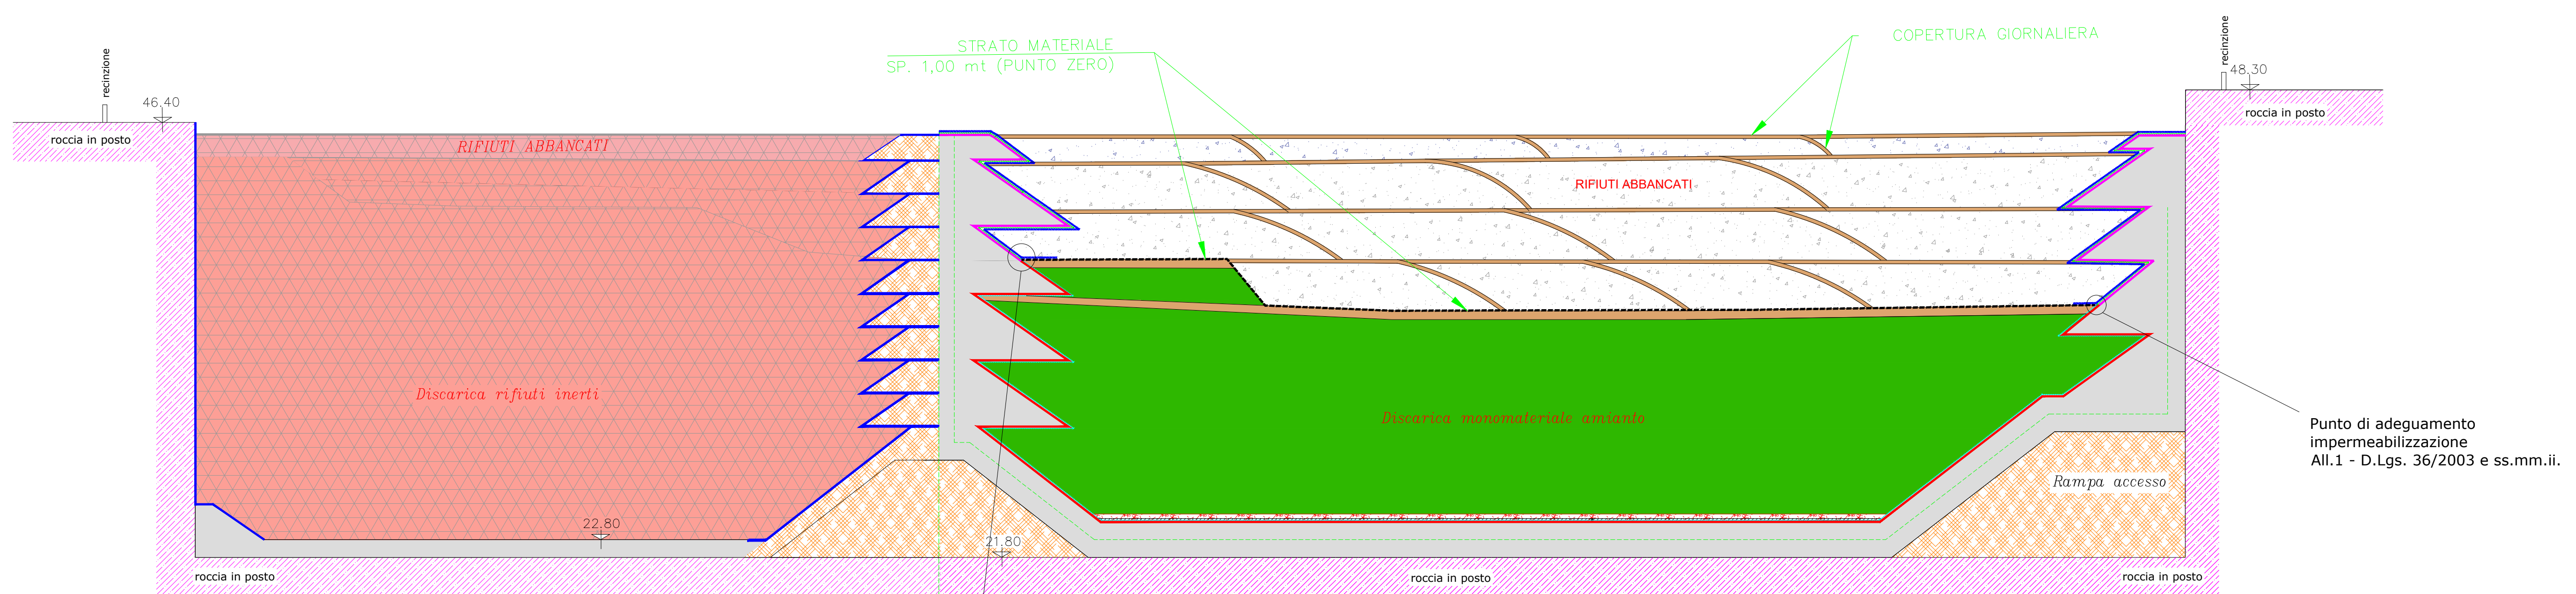 recinzione
46.40
roccia in posto
RIFIUTI ABBANCATI
STRATO MATERIALE
SP. 1,00 mt (PUNTO ZERO)
COPERTURA GIORNALIERA
recinzione
48.30
roccia in posto
RIFIUTI ABBANCATI
Discarica rifiuti inerti
Discarica monomateriale amianto
Punto di adeguamento
impermeabilizzazione
All.1 - D.Lgs. 36/2003 e ss.mm.ii.
Rampa accesso
22.80
21.80
roccia in posto
roccia in posto
roccia in posto